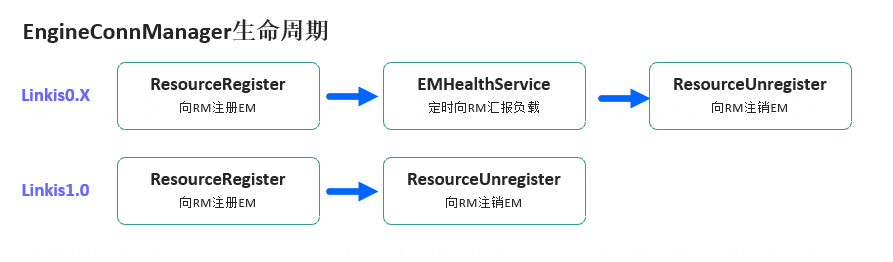 EngineConnManager生命周期
Linkis0.X
ResourceRegister
向RM注册EM
EMHealthService
定时向RM汇报负载
ResourceUnregister
向RM注销EM
Linkis1.0
ResourceRegister
向RM注册EM
ResourceUnregister
向RM注销EM